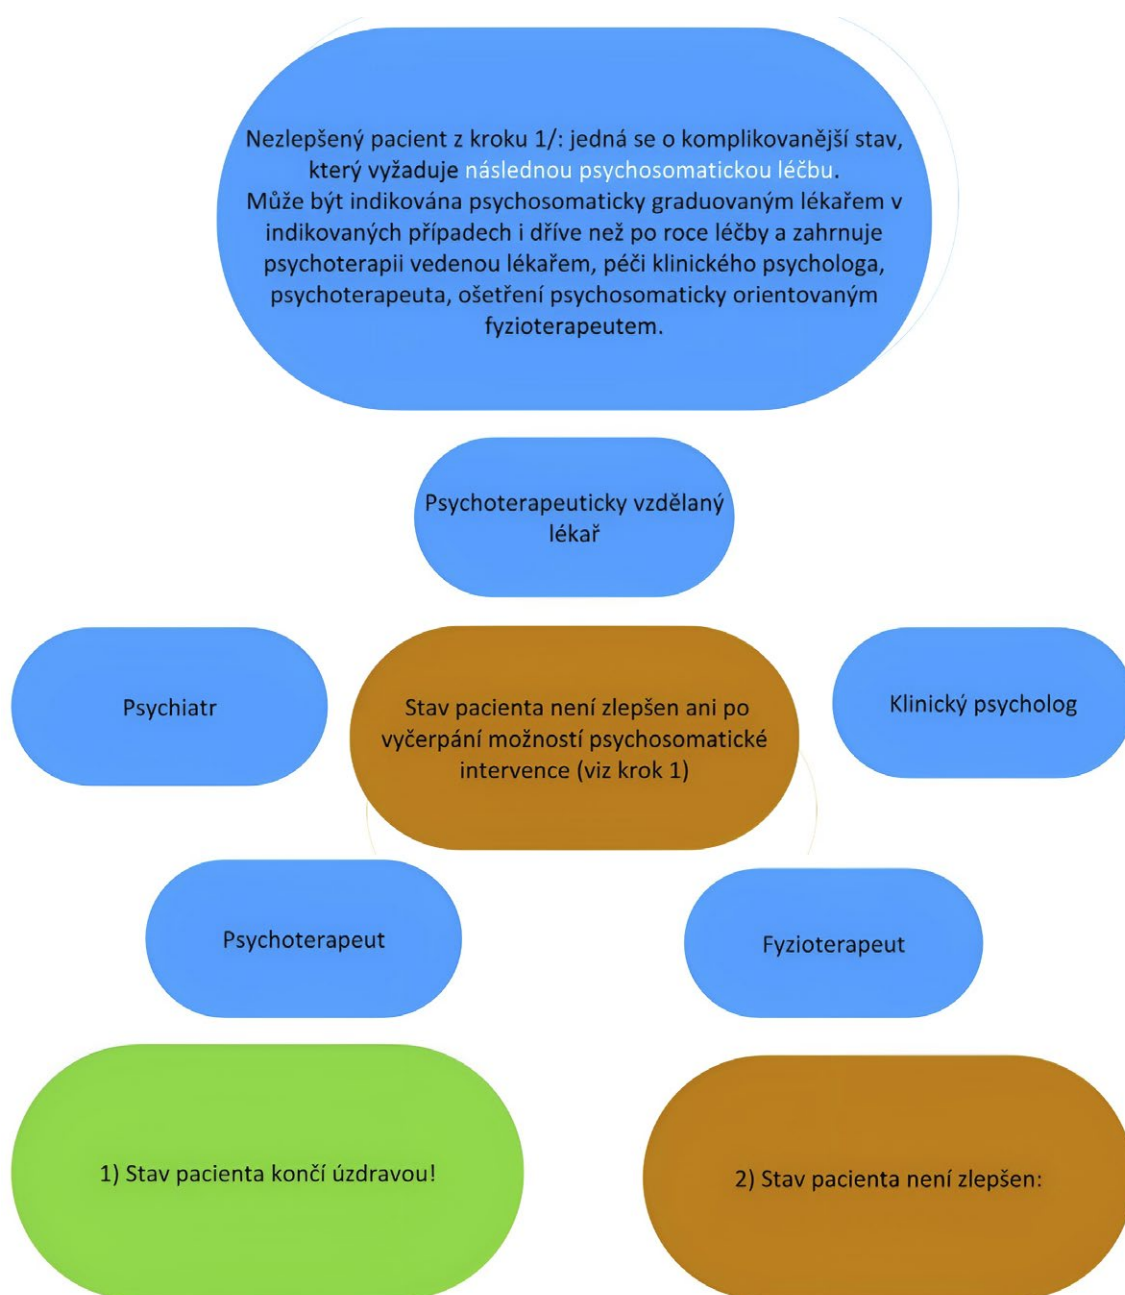 Nezlepšený pacient z kroku 1/: jedná se o komplikovanější stav,
který vyžaduje následnou psychosomatickou léčbu.
Může být indikována psychosomaticky graduovaným lékařem v
indikovaných případech i dříve než po roce léčby a zahrnuje
psychoterapii vedenou lékařem, péči klinického psychologa,
psychoterapeuta, ošetření psychosomaticky orientovaným
fyzioterapeutem.
Psychoterapeuticky vzdělaný
lékař
Psychiatr
Stav pacienta není zlepšen ani po
vyčerpání možností psychosomatické
intervence (viz krok 1)
Klinický psycholog
Psychoterapeut
Fyzioterapeut
1) Stav pacienta končí úzdravou!
2) Stav pacienta není zlepšen: